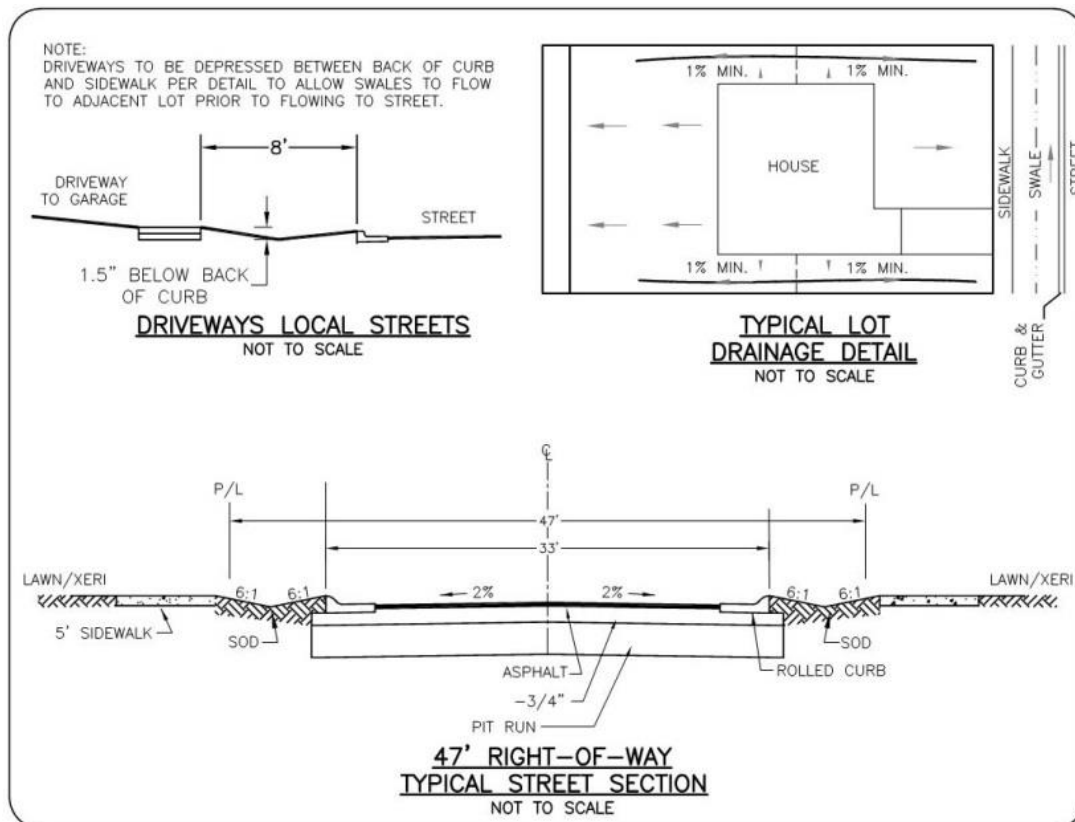 NOTE:
DRIVEWAYS TO BE DEPRESSED BETWEEN BACK OF CURB
AND SIDEWALK PER DETAIL TO ALLOW SWALES TO FLOW
TO ADJACENT LOT PRIOR TO FLOWING TO STREET.
8'
DRIVEWAY
TO GARAGE
STREET
1.5" BELOW BACK
OF CURB
DRIVEWAYS LOCAL STREETS
NOT TO SCALE
1% MIN.
1% MIN.
HOUSE
1% MIN.
1% MIN.
SIDEWALK
SWALE
STREET
CURB &
GUTTER
TYPICAL LOT
DRAINAGE DETAIL
NOT TO SCALE
℄
P/L
P/L
47'
33'
LAWN/XERI
6:1
6:1
2%
2%
6:1
6:1
LAWN/XERI
5' SIDEWALK
SOD
SOD
ASPHALT
ROLLED CURB
-3/4"
PIT RUN
47' RIGHT-OF-WAY
TYPICAL STREET SECTION
NOT TO SCALE